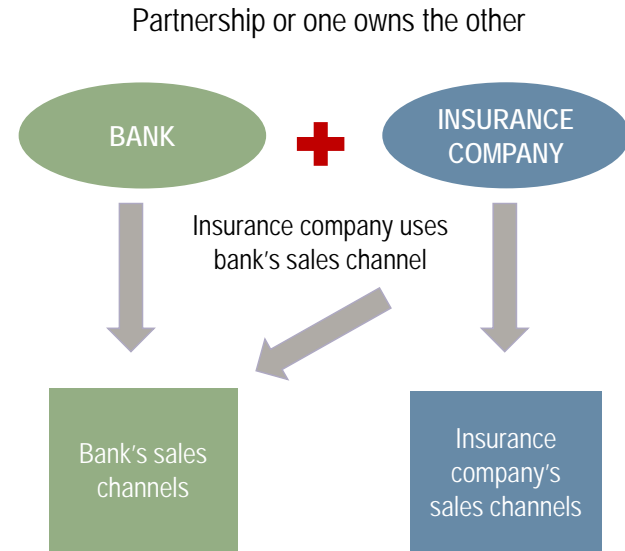 Partnership or one owns the other
BANK
INSURANCE
COMPANY
Insurance company uses
bank's sales channel
Bank's sales
channels
Insurance
company's
sales channels